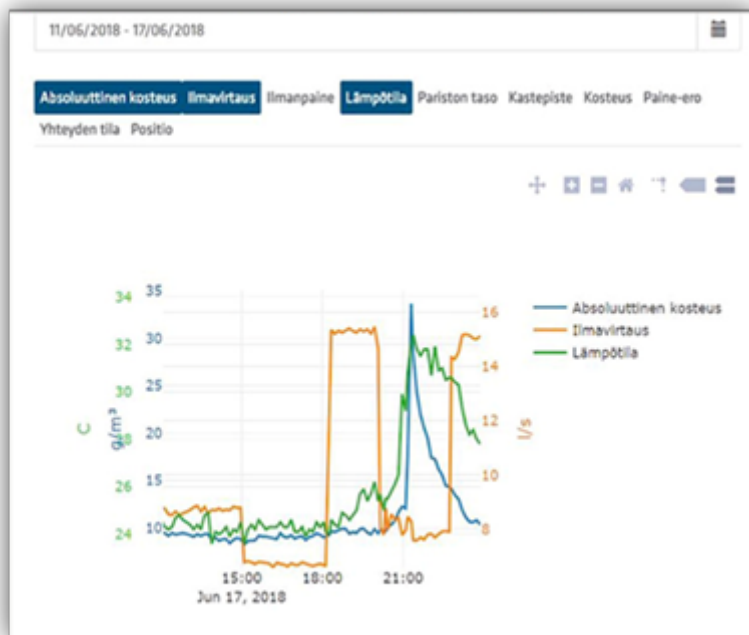 11/06/2018 - 17/06/2018
Absoluuttinen kosteus Ilmavirtaus Ilmanpaine Lämpötila Pariston taso Kastepiste Kosteus Paine-ero
Yhteyden tila Positio
34
32
30
28
26
24
C
35
30
25
20
15
10
g/m³
16
14
12
10
8
l/s
Absoluuttinen kosteus
Ilmavirtaus
Lämpötila
15:00 18:00 21:00
Jun 17, 2018